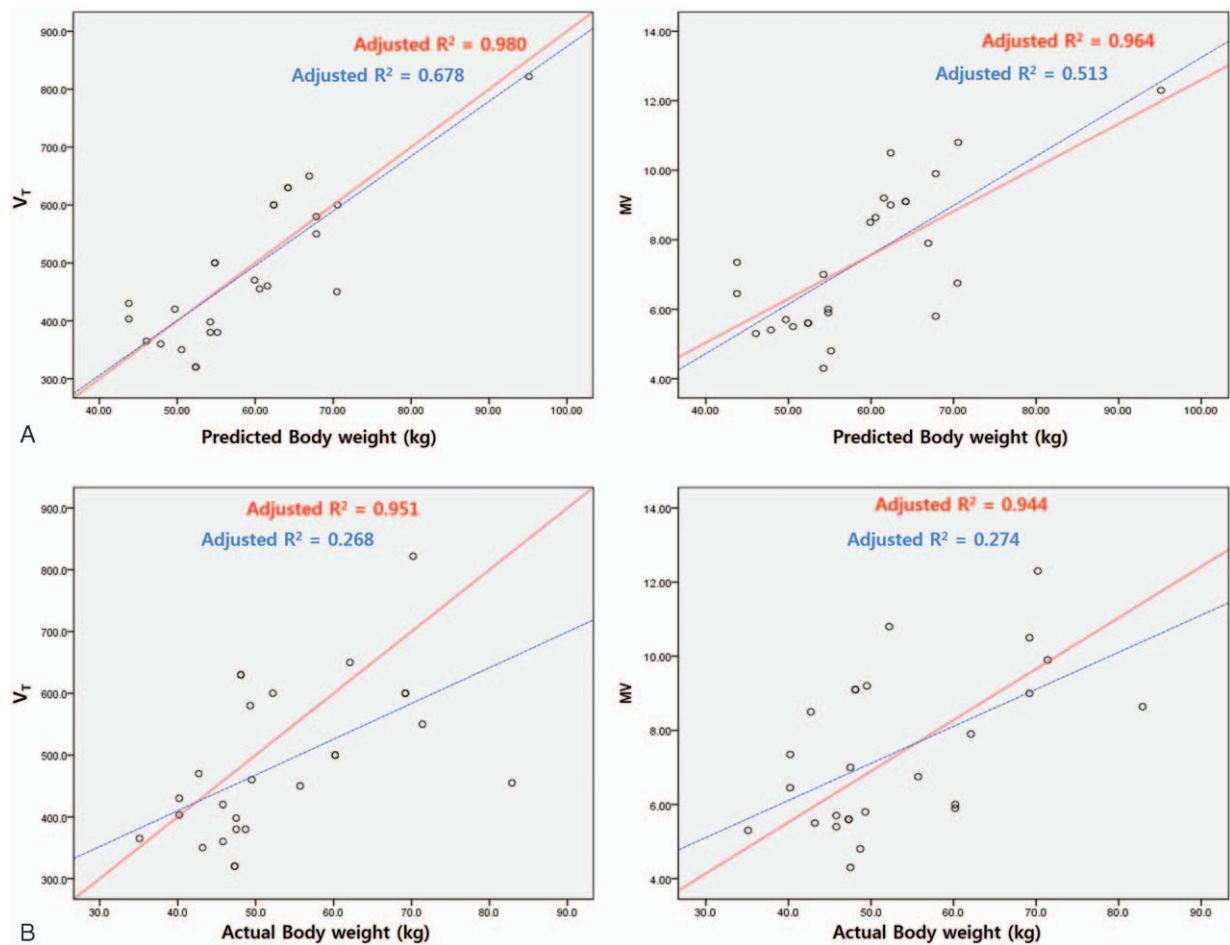 Adjusted R² = 0.980
Adjusted R² = 0.678
900.0
800.0
700.0
600.0
500.0
400.0
300.0
V_T
40.00 50.00 60.00 70.00 80.00 90.00 100.00
A
Predicted Body weight (kg)
Adjusted R² = 0.964
Adjusted R² = 0.513
14.00
12.00
10.00
8.00
6.00
4.00
MV
40.00 50.00 60.00 70.00 80.00 90.00 100.00
Predicted Body weight (kg)
Adjusted R² = 0.951
Adjusted R² = 0.268
900.0
800.0
700.0
600.0
500.0
400.0
300.0
V_T
30.0 40.0 50.0 60.0 70.0 80.0 90.0
B
Actual Body weight (kg)
Adjusted R² = 0.944
Adjusted R² = 0.274
14.00
12.00
10.00
8.00
6.00
4.00
MV
30.0 40.0 50.0 60.0 70.0 80.0 90.0
Actual Body weight (kg)